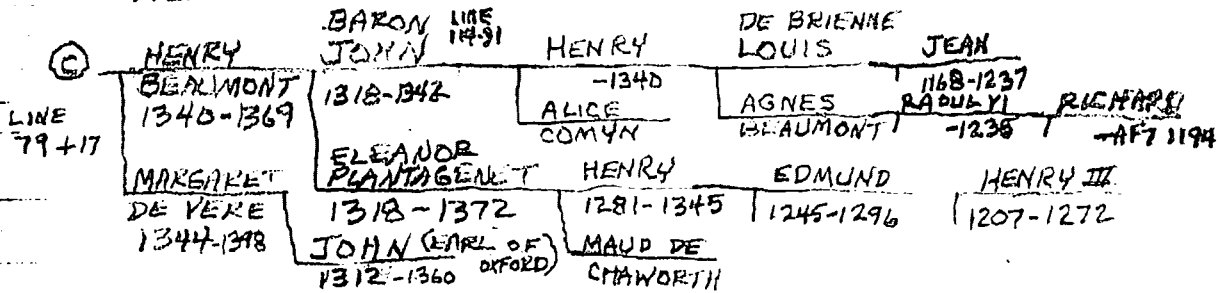 BARON LINE 114-91
DE BRIENNE
C HENRY JOHN HENRY LOUIS JEAN
BEAUMONT 1318-1342 -1340 1168-1237
LINE 1340-1369 ALICE AGNES RAOUL VI RICHARD
79+17 COMYN BEAUMONT -1238 -AFT 1194
ELEANOR
MARGARET PLANTAGENET HENRY EDMUND HENRY III
DE VERE 1318-1372 1281-1345 1245-1296 1207-1272
1344-1398 JOHN (EARL OF OXFORD) MAUD DE
1312-1360 CHAWORTH